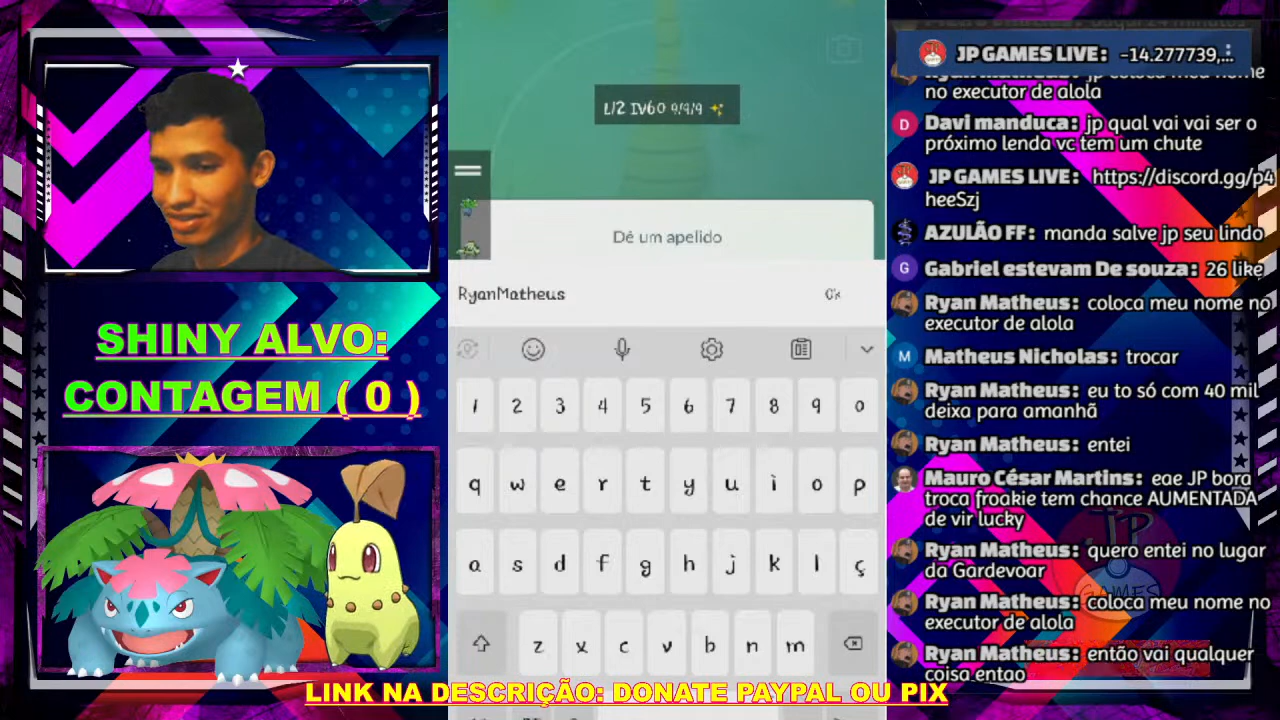 SHINY ALVO:
CONTAGEM ( 0 )
L12 IV60 9/9/9
Dê um apelido
RyanMatheus
Ok
1 2 3 4 5 6 7 8 9 0
q w e r t y u i o p
a s d f g h j k l ç
z x c v b n m
JP GAMES LIVE: -14.277739,...
no executor de alola
Davi manduca: jp qual vai vai ser o
próximo lenda vc tem um chute
JP GAMES LIVE: https://discord.gg/p4
heeSzj
AZULÃO FF: manda salve jp seu lindo
Gabriel estevam De souza: 26 like
Ryan Matheus: coloca meu nome no
executor de alola
Matheus Nicholas: trocar
Ryan Matheus: eu to só com 40 mil
deixa para amanhã
Ryan Matheus: entei
Mauro César Martins: eae JP bora
troca froakie tem chance AUMENTADA
de vir lucky
Ryan Matheus: quero entei no lugar
da Gardevoar
Ryan Matheus: coloca meu nome no
executor de alola
Ryan Matheus: então vai qualquer
coisa entao
JP
GAMES
LINK NA DESCRIÇÃO: DONATE PAYPAL OU PIX